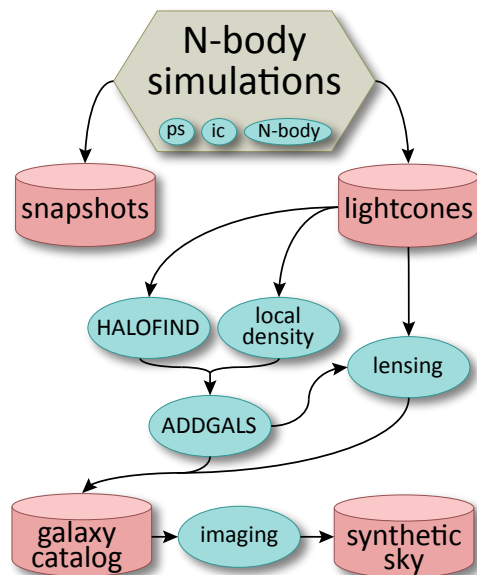 N-body
simulations
ps ic N-body
snapshots lightcones
HALOFIND
local
density
lensing
ADDGALS
galaxy
catalog
imaging
synthetic
sky